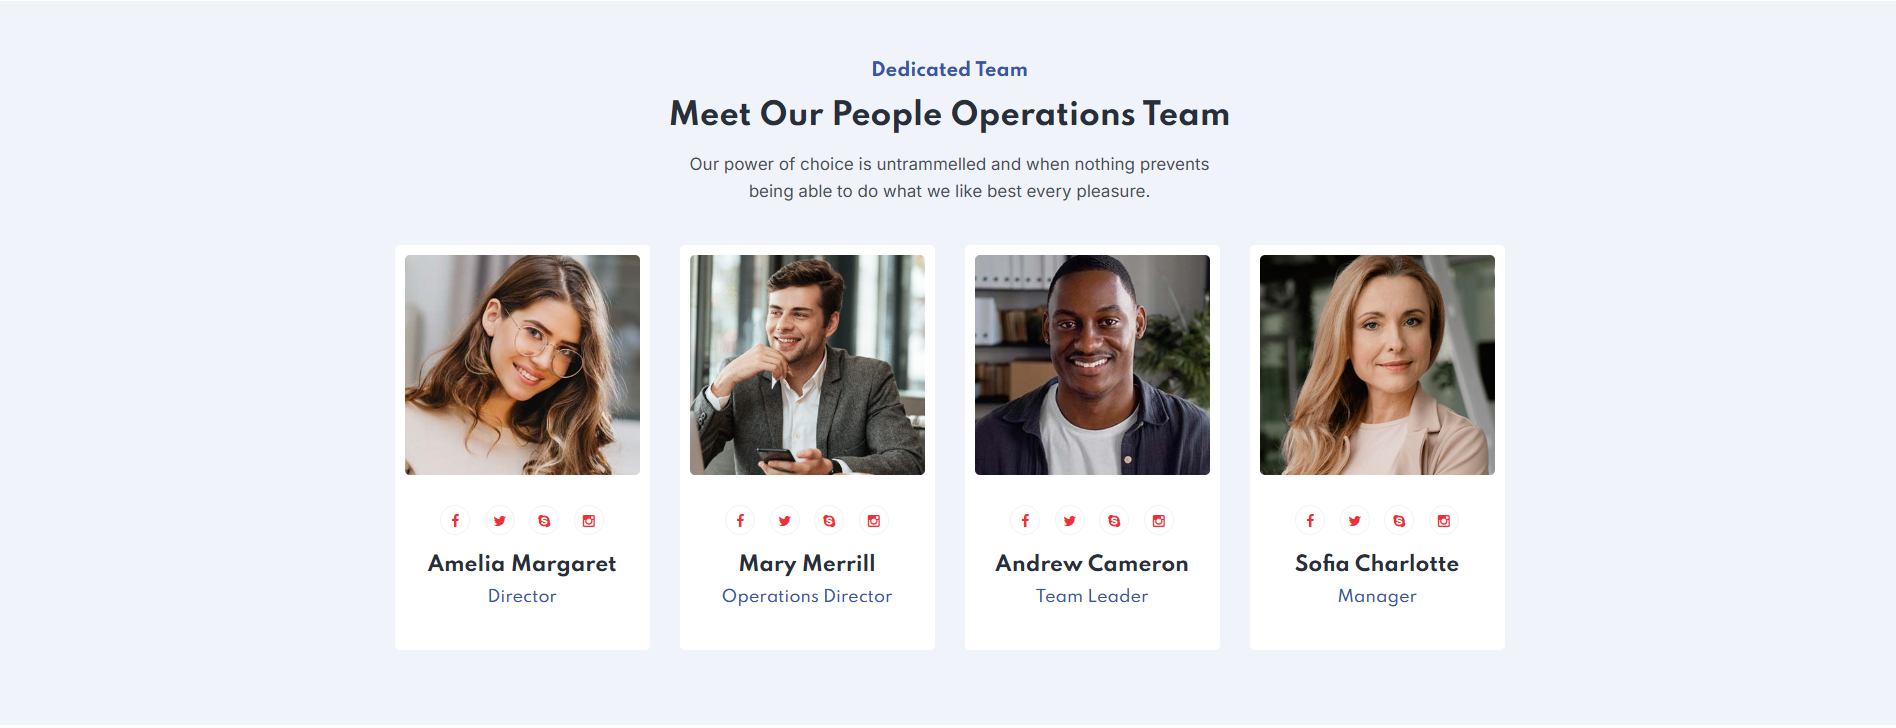 Dedicated Team
Meet Our People Operations Team
Our power of choice is untrammelled and when nothing prevents
being able to do what we like best every pleasure.
Amelia Margaret
Director
Mary Merrill
Operations Director
Andrew Cameron
Team Leader
Sofia Charlotte
Manager